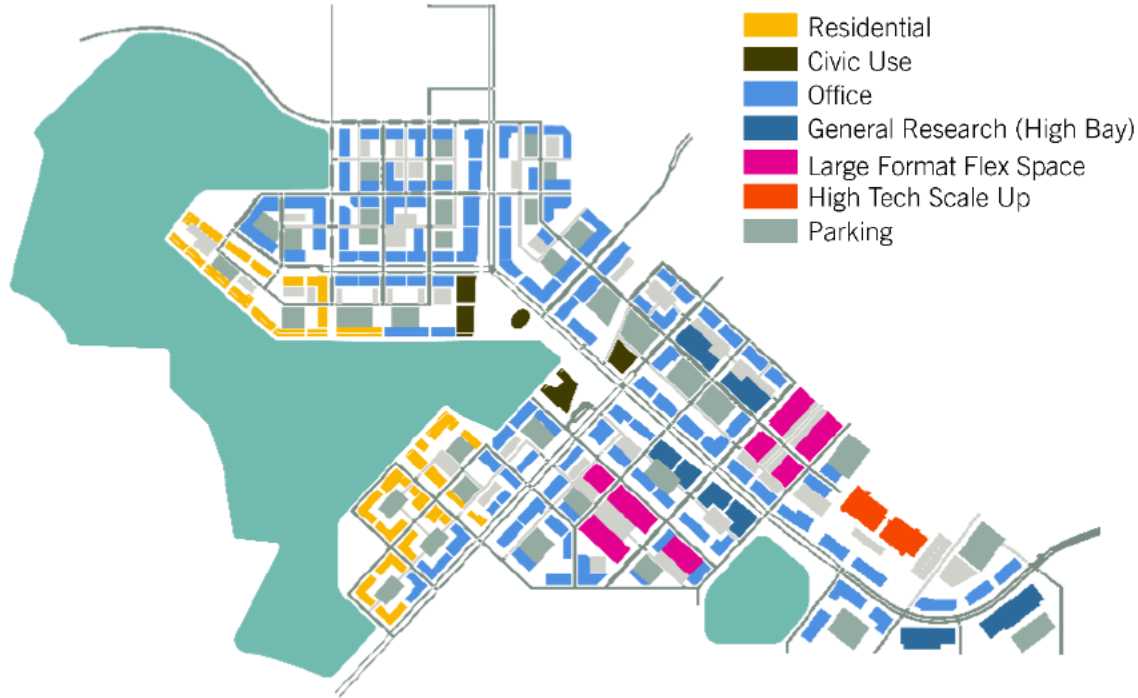 Residential
Civic Use
Office
General Research (High Bay)
Large Format Flex Space
High Tech Scale Up
Parking